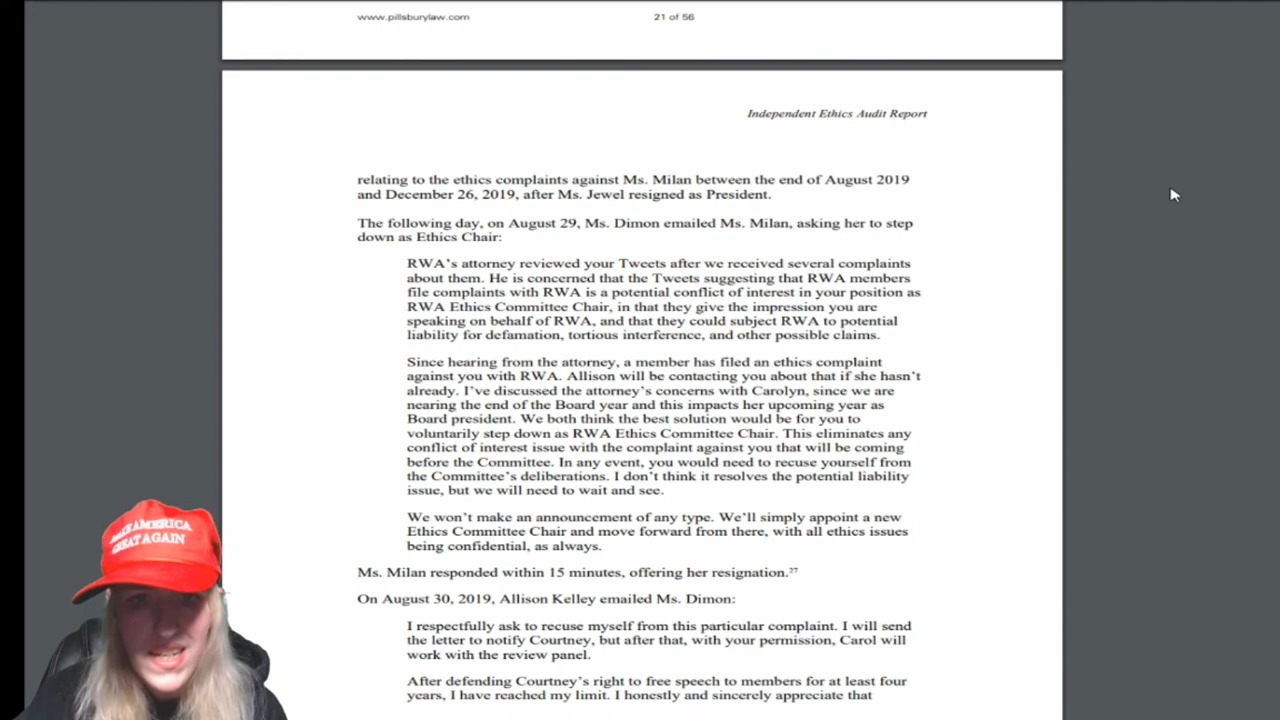 www.pillsburylaw.com 21 of 56
Independent Ethics Audit Report
relating to the ethics complaints against Ms. Milan between the end of August 2019
and December 26, 2019, after Ms. Jewel resigned as President.
The following day, on August 29, Ms. Dimon emailed Ms. Milan, asking her to step
down as Ethics Chair:
RWA's attorney reviewed your Tweets after we received several complaints
about them. He is concerned that the Tweets suggesting that RWA members
file complaints with RWA is a potential conflict of interest in your position as
RWA Ethics Committee Chair, in that they give the impression you are
speaking on behalf of RWA, and that they could subject RWA to potential
liability for defamation, tortious interference, and other possible claims.
Since hearing from the attorney, a member has filed an ethics complaint
against you with RWA. Allison will be contacting you about that if she hasn't
already. I've discussed the attorney's concerns with Carolyn, since we are
nearing the end of the Board year and this impacts her upcoming year as
Board president. We both think the best solution would be for you to
voluntarily step down as RWA Ethics Committee Chair. This eliminates any
conflict of interest issue with the complaint against you that will be coming
before the Committee. In any event, you would need to recuse yourself from
the Committee's deliberations. I don't think it resolves the potential liability
issue, but we will need to wait and see.
We won't make an announcement of any type. We'll simply appoint a new
Ethics Committee Chair and move forward from there, with all ethics issues
being confidential, as always.
Ms. Milan responded within 15 minutes, offering her resignation.²⁷
On August 30, 2019, Allison Kelley emailed Ms. Dimon:
I respectfully ask to recuse myself from this particular complaint. I will send
the letter to notify Courtney, but after that, with your permission, Carol will
work with the review panel.
After defending Courtney's right to free speech to members for at least four
years, I have reached my limit. I honestly and sincerely appreciate that
MAKE AMERICA
GREAT AGAIN